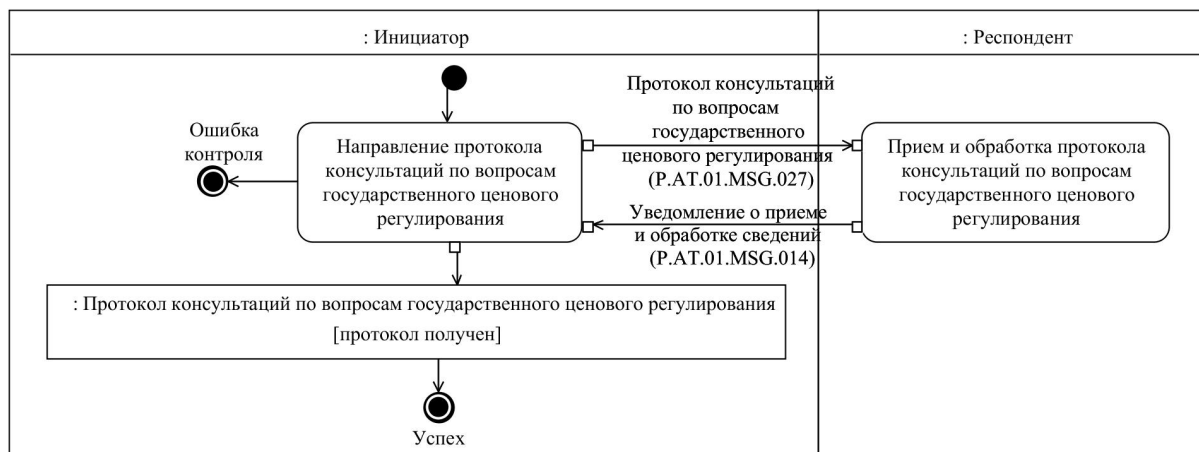 : Инициатор
: Респондент
Ошибка
контроля
Направление протокола
консультаций по вопросам
государственного ценового
регулирования
Протокол консультаций
по вопросам
государственного
ценового регулирования
(P.AT.01.MSG.027)
Уведомление о приеме
и обработке сведений
(P.AT.01.MSG.014)
Прием и обработка протокола
консультаций по вопросам
государственного ценового
регулирования
: Протокол консультаций по вопросам государственного ценового регулирования
[протокол получен]
Успех